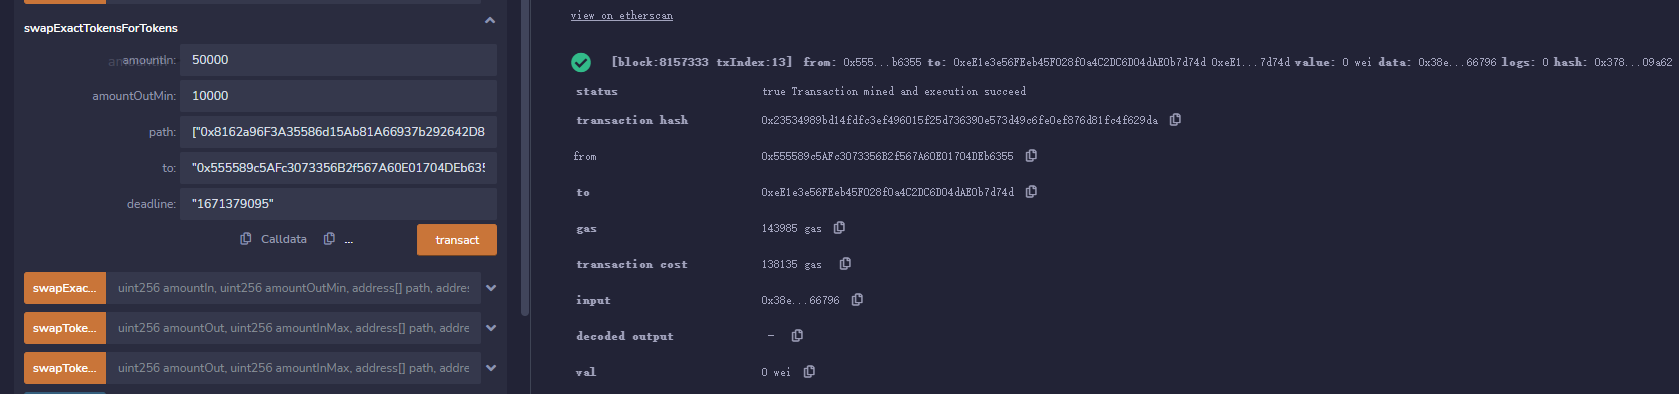 swapExactTokensForTokens
amountIn: 50000
amountOutMin: 10000
path: ["0x8162a96F3A35586d15Ab81A66937b292642D8
to: "0x555589c5AFc3073356B2f567A60E01704DEb635
deadline: "1671379095"
Calldata ... transact
swapExac... uint256 amountIn, uint256 amountOutMin, address[] path, addres
swapToke... uint256 amountOut, uint256 amountInMax, address[] path, addre
swapToke... uint256 amountOut, uint256 amountInMax, address[] path, addre
view on etherscan
[block:8157333 txIndex:13] from: 0x555...b6355 to: 0xeE1e3e56FEeb45F028f0a4C2DC6D04dAE0b7d74d 0xeE1...7d74d value: 0 wei data: 0x38e...66796 logs: 0 hash: 0x378...09a62
status true Transaction mined and execution succeed
transaction hash 0x23534989bd14fdfc3ef496015f25d736390e573d49c6fe0ef876d81fc4f629da
from 0x555589c5AFc3073356B2f567A60E01704DEb6355
to 0xeE1e3e56FEeb45F028f0a4C2DC6D04dAE0b7d74d
gas 143985 gas
transaction cost 138135 gas
input 0x38e...66796
decoded output -
val 0 wei